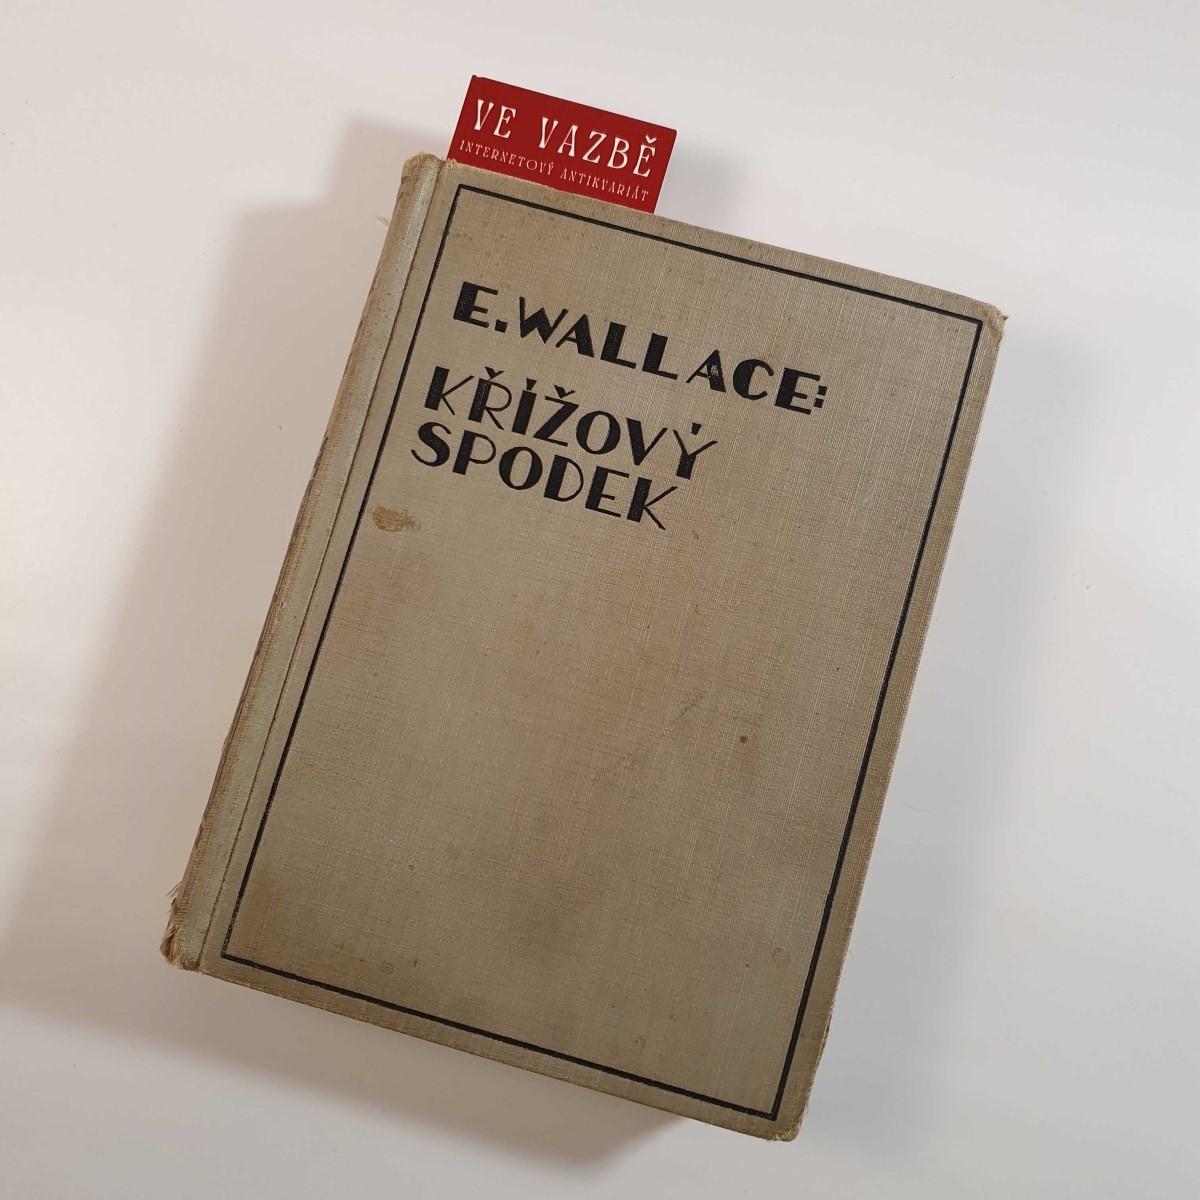 VE VAZBĚ
INTERNETOVÝ ANTIKVARIÁT
E. WALLACE:
KŘÍŽOVÝ
SPODEK